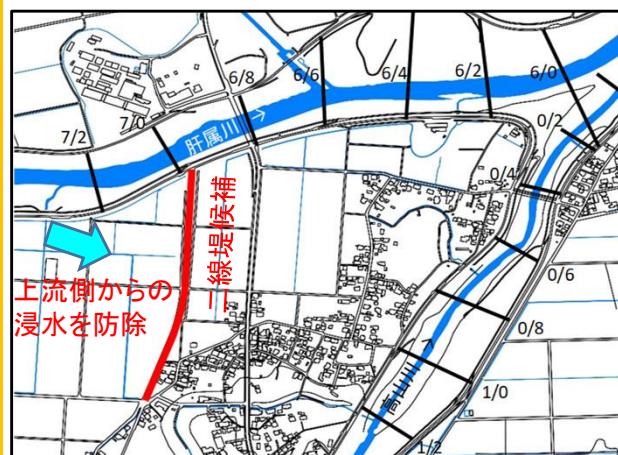 6/0
6/2
6/4
6/6
6/8
7/0
7/2
肝属川 →
0/2
0/4
0/6
0/8
1/0
1/2
二線堤候補
上流側からの
浸水を防除
高山川 →